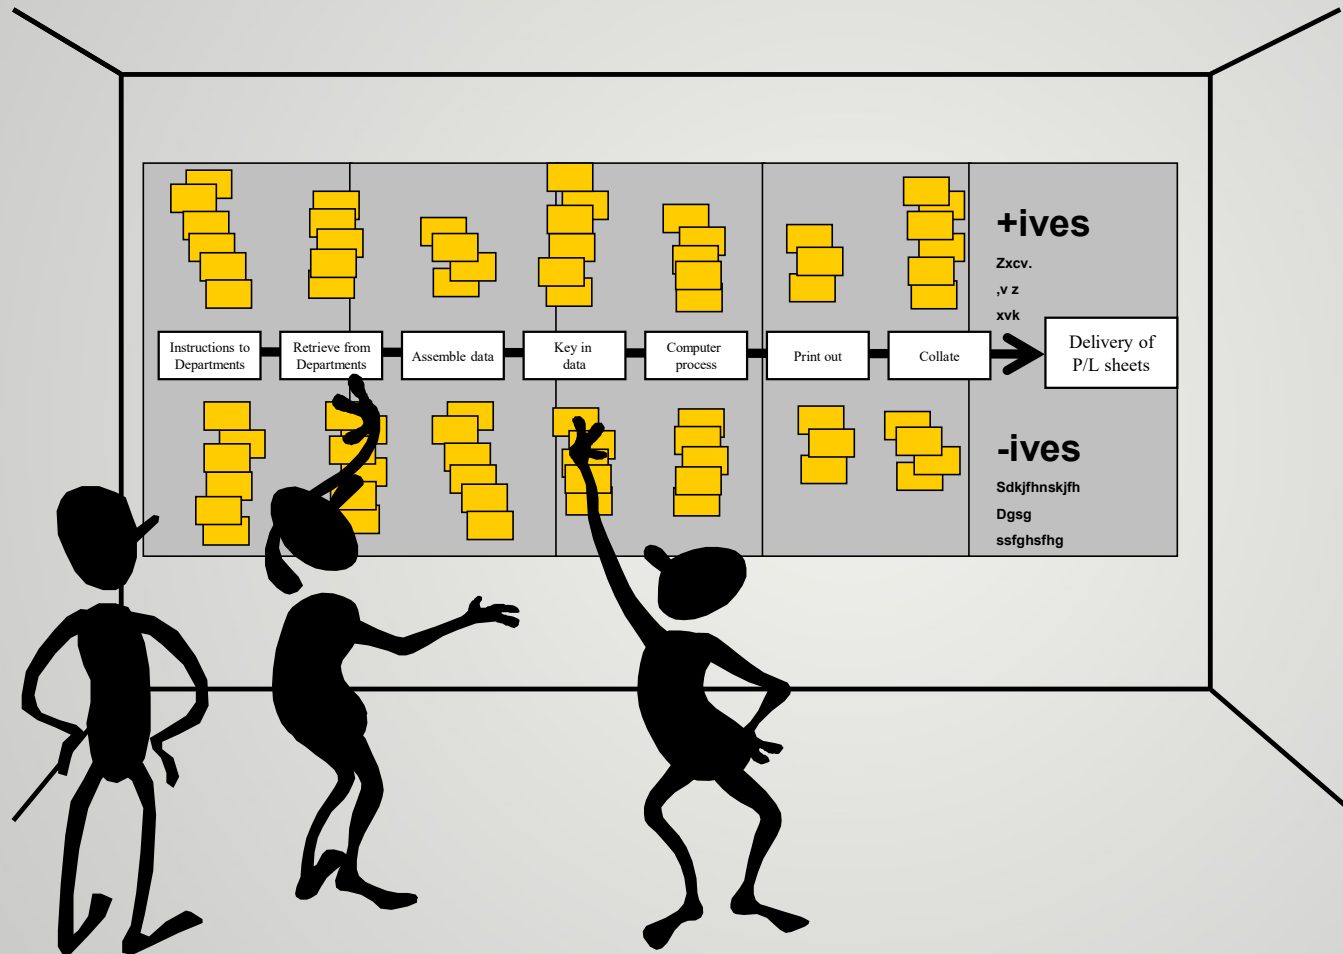 +ives
Zxcv.
,v z
xvk
Instructions to
Departments
Retrieve from
Departments
Assemble data
Key in
data
Computer
process
Print out
Collate
Delivery of
P/L sheets
-ives
Sdkjfhnskjfh
Dgsg
ssfghsfhg